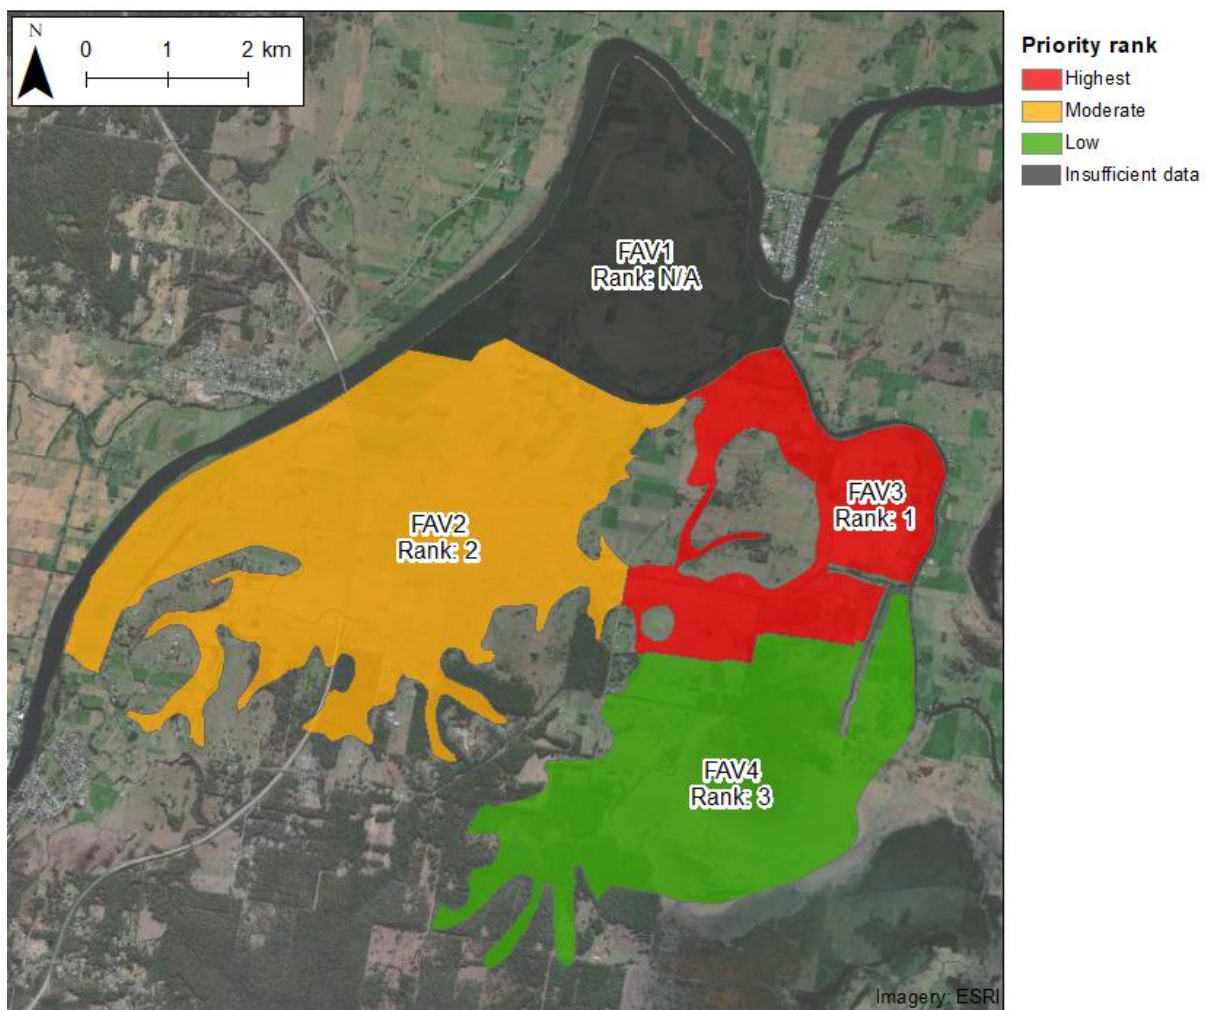 N
0 1 2 km
Priority rank
Highest
Moderate
Low
Insufficient data
FAV1
Rank: N/A
FAV3
Rank: 1
FAV2
Rank: 2
FAV4
Rank: 3
Imagery: ESRI